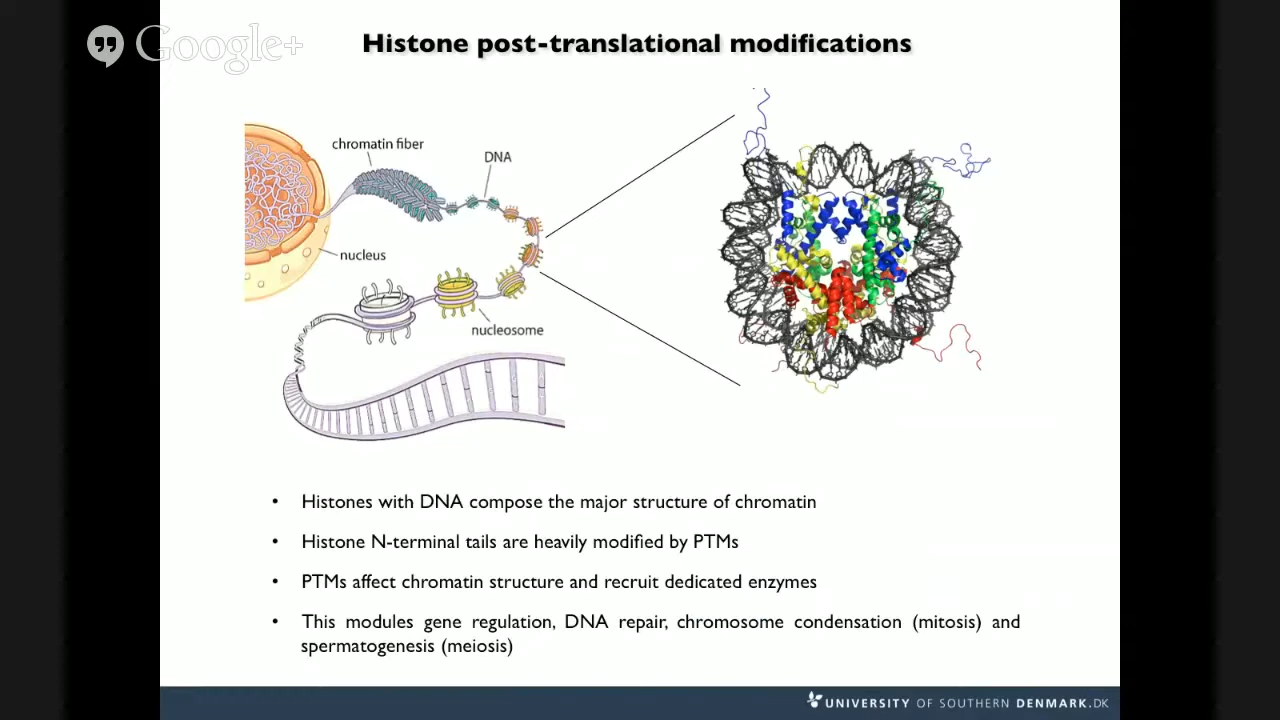 Google+
Histone post-translational modifications
chromatin fiber
DNA
nucleus
nucleosome
• Histones with DNA compose the major structure of chromatin
• Histone N-terminal tails are heavily modified by PTMs
• PTMs affect chromatin structure and recruit dedicated enzymes
• This modules gene regulation, DNA repair, chromosome condensation (mitosis) and
spermatogenesis (meiosis)
UNIVERSITY OF SOUTHERN DENMARK.DK